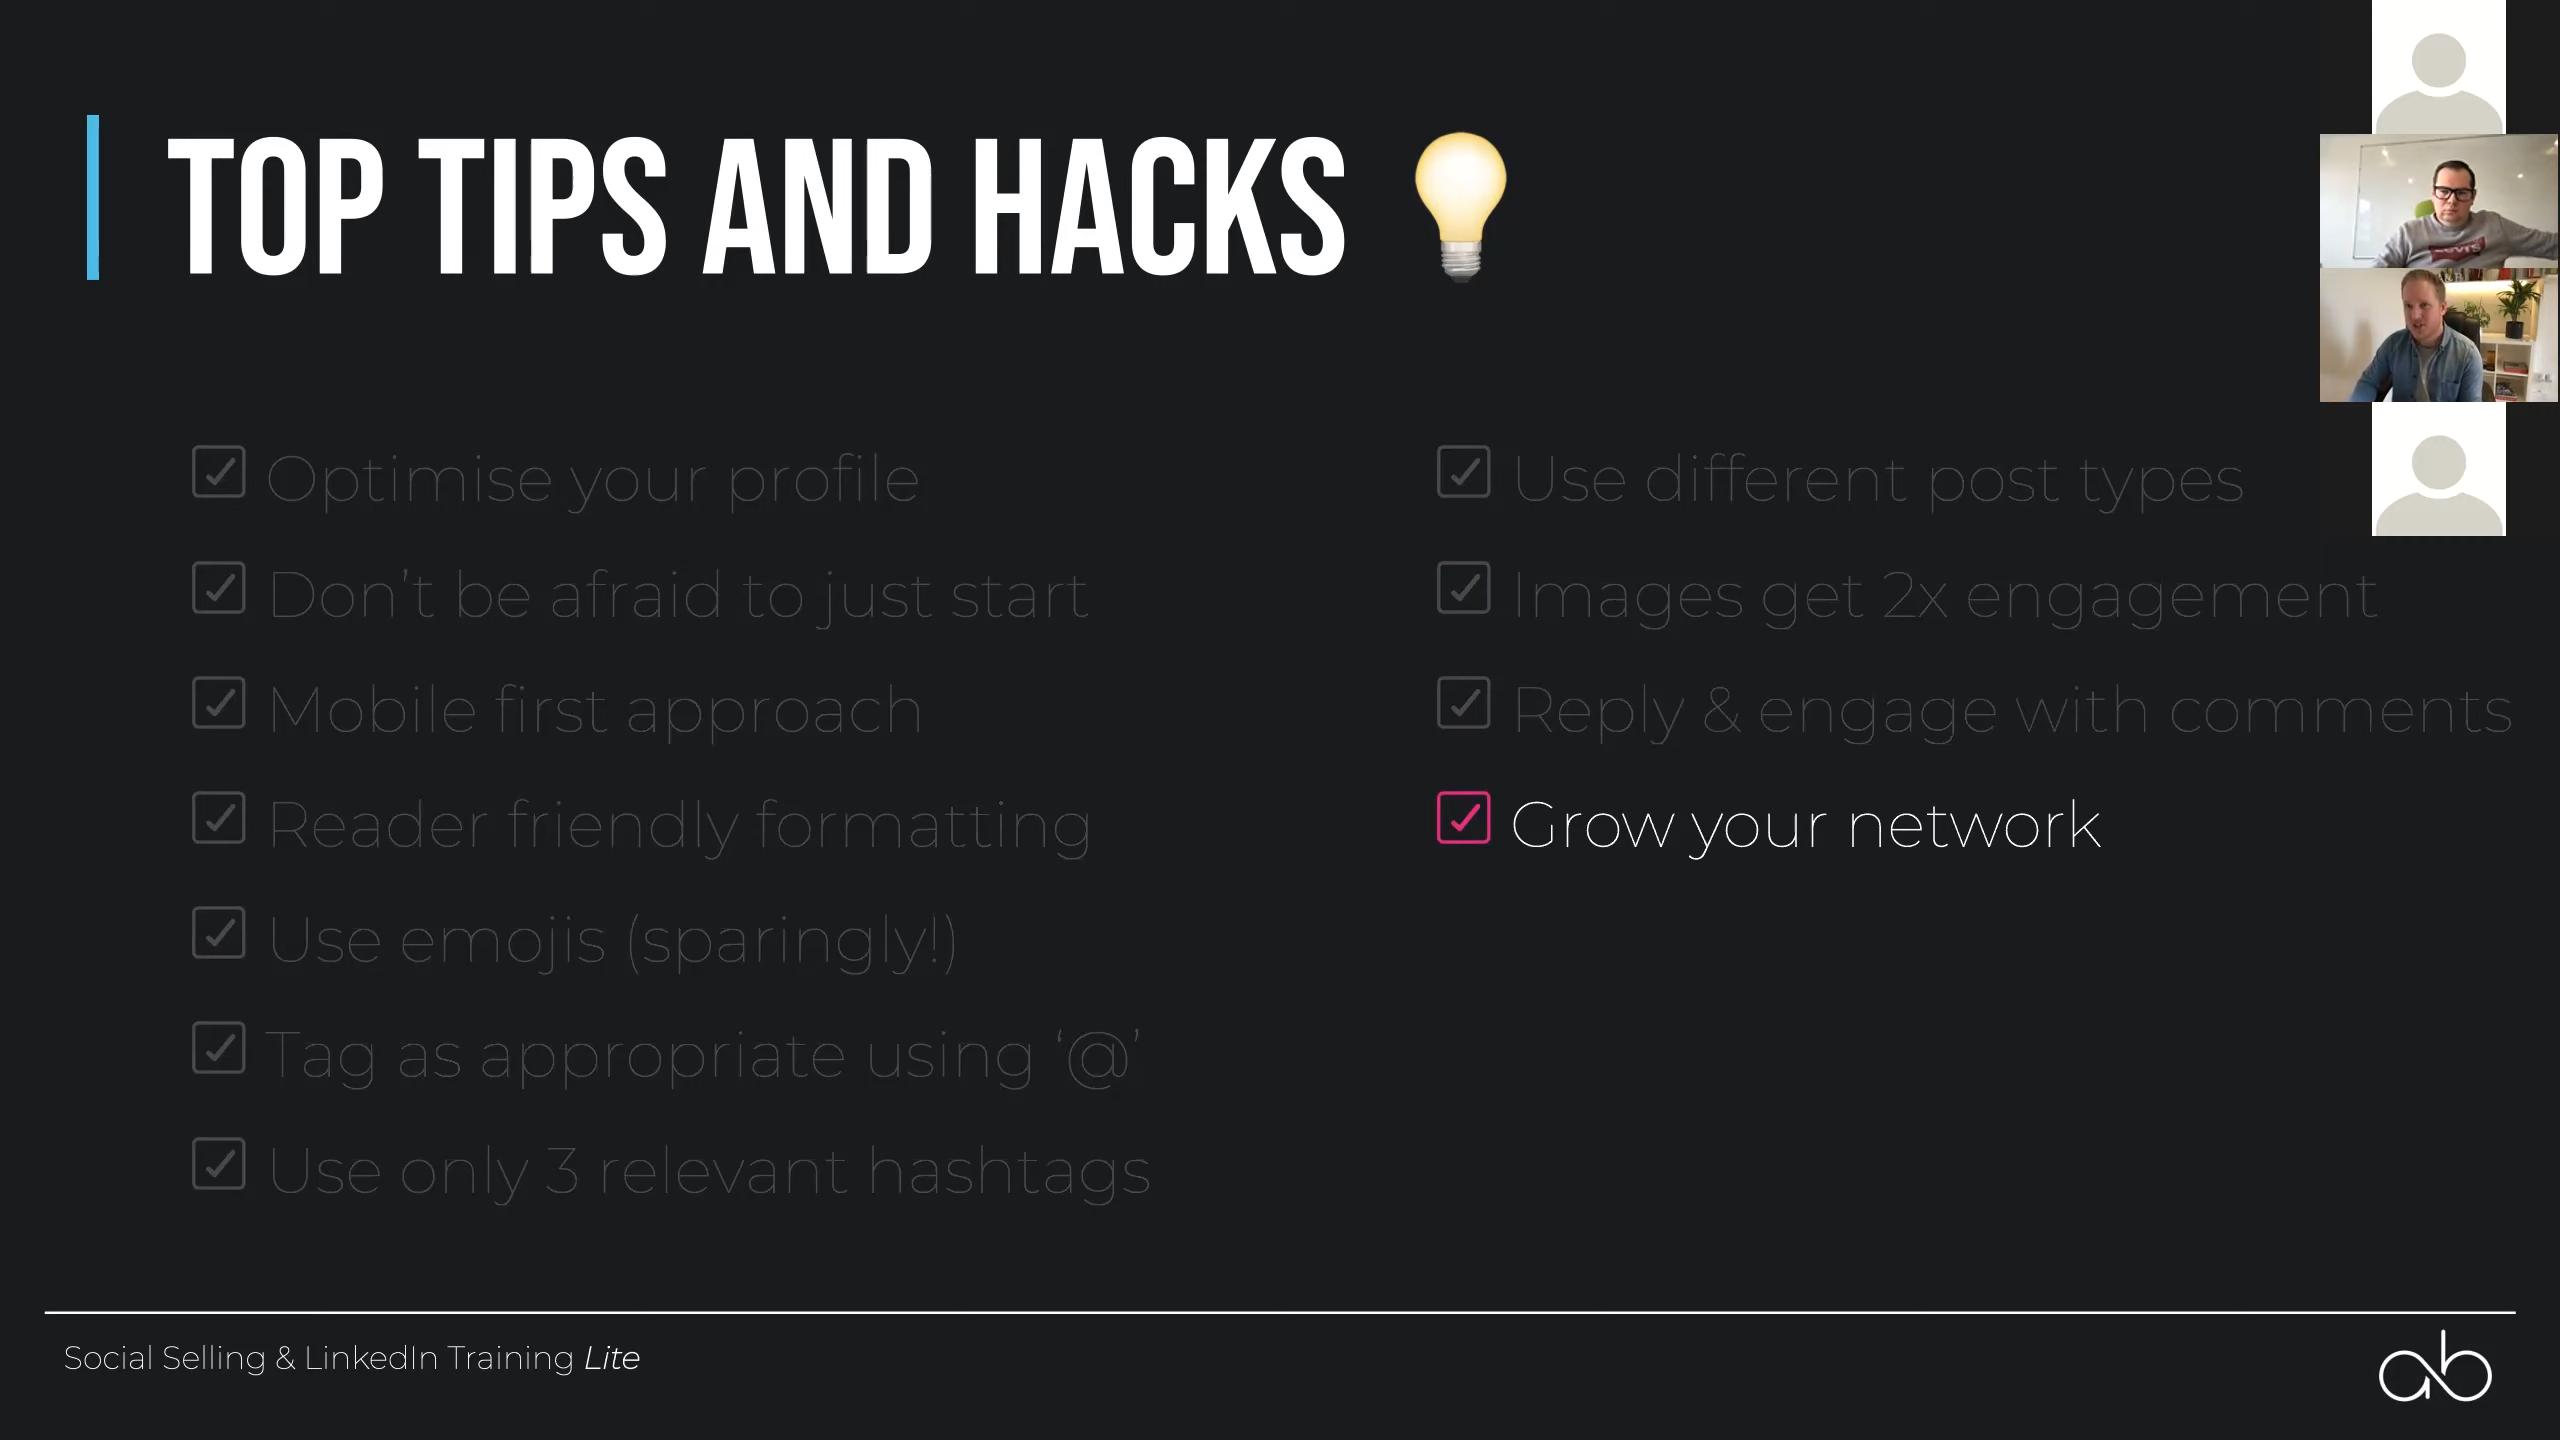 TOP TIPS AND HACKS
Optimise your profile
Don't be afraid to just start
Mobile first approach
Reader friendly formatting
Use emojis (sparingly!)
Tag as appropriate using ‘@’
Use only 3 relevant hashtags
Use different post types
Images get 2x engagement
Reply & engage with comments
Grow your network
Social Selling & LinkedIn Training Lite
ab